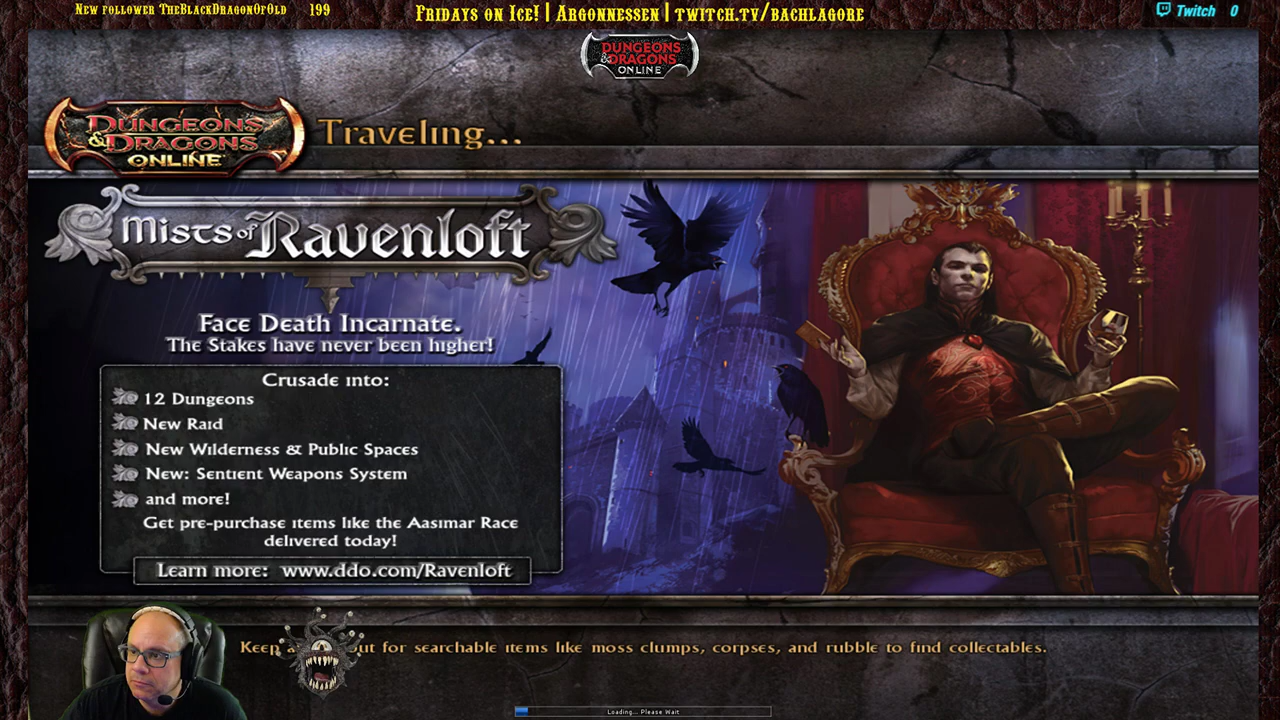 New follower TheBlackDragonOfOld 199 Fridays on Ice! | Argonnessen | twitch.tv/bachlagore Twitch 0
DUNGEONS
& DRAGONS
ONLINE
DUNGEONS
& DRAGONS
ONLINE
Traveling...
Mists of Ravenloft
Face Death Incarnate.
The Stakes have never been higher!
Crusade into:
12 Dungeons
New Raid
New Wilderness & Public Spaces
New: Sentient Weapons System
and more!
Get pre-purchase items like the Aasimar Race
delivered today!
Learn more: www.ddo.com/Ravenloft
Keep out for searchable items like moss clumps, corpses, and rubble to find collectables.
Loading... Please Wait